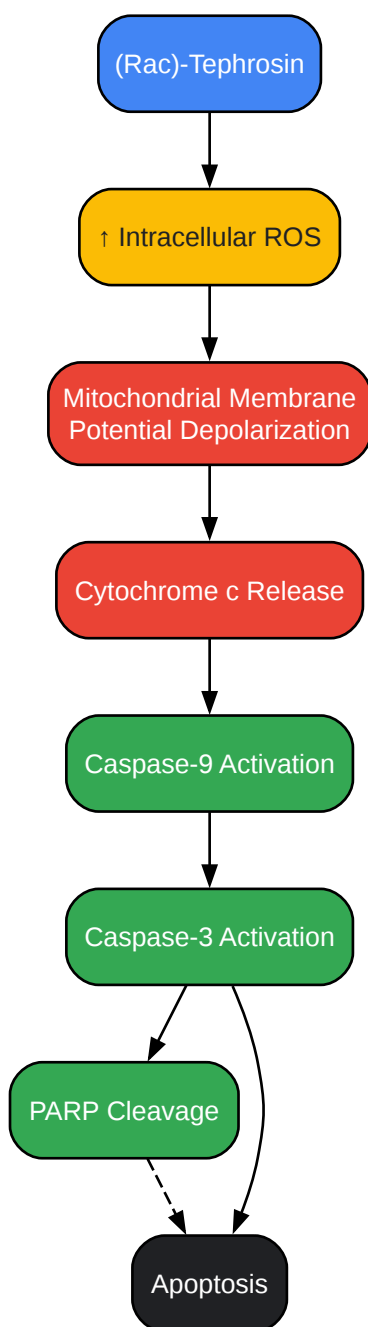 (Rac)-Tephrosin
↑ Intracellular ROS
Mitochondrial Membrane
Potential Depolarization
Cytochrome c Release
Caspase-9 Activation
Caspase-3 Activation
PARP Cleavage
Apoptosis